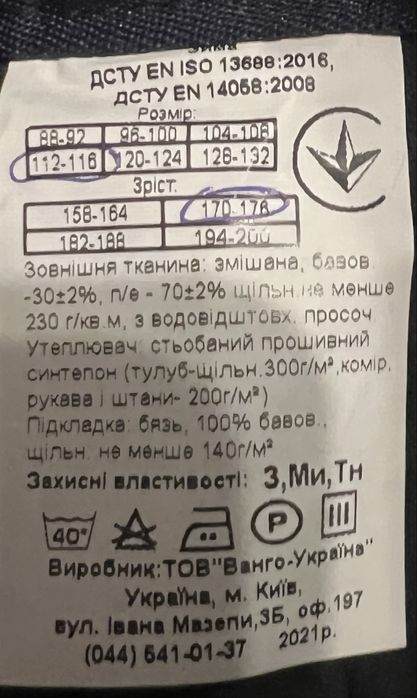 ДСТУ EN ISO 13688:2016,
ДСТУ EN 14058:2008
Розмір:
88-92 96-100 104-108
112-116 120-124 128-132
Зріст:
158-164 170-176
182-188 194-200
Зовнішня тканина: змішана, бавов.
-30±2%, п/е - 70±2% щільн.не менше
230 г/кв.м, з водовідштовх. просоч.
Утеплювач: стьобаний прошивний
синтепон (тулуб-щільн.300г/м²,комір,
рукава і штани- 200г/м²)
Підкладка: бязь, 100% бавов.,
щільн. не менше 140г/м²
Захисні властивості: З,Ми,Тн
40° P
Виробник:ТОВ"Ванго-Україна"
Україна, м. Київ,
вул. Івана Мазепи,3Б, оф.197
(044) 641-01-37 2021р.